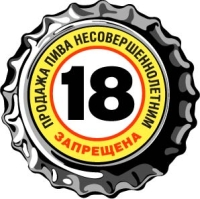 ПРОДАЖА ПИВА НЕСОВЕРШЕННОЛЕТНИМ
18
ЗАПРЕЩЕНА